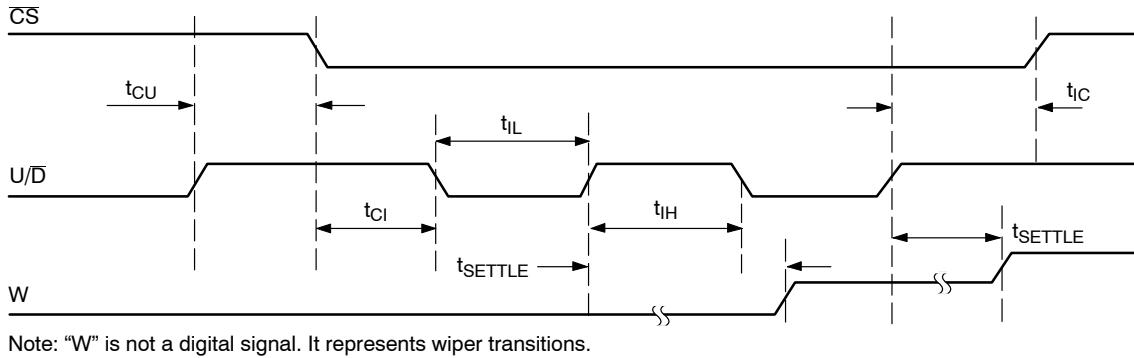 CS
tCU
tIC
tIL
U/D
tCI
tIH
tSETTLE
tSETTLE
W
Note: “W” is not a digital signal. It represents wiper transitions.